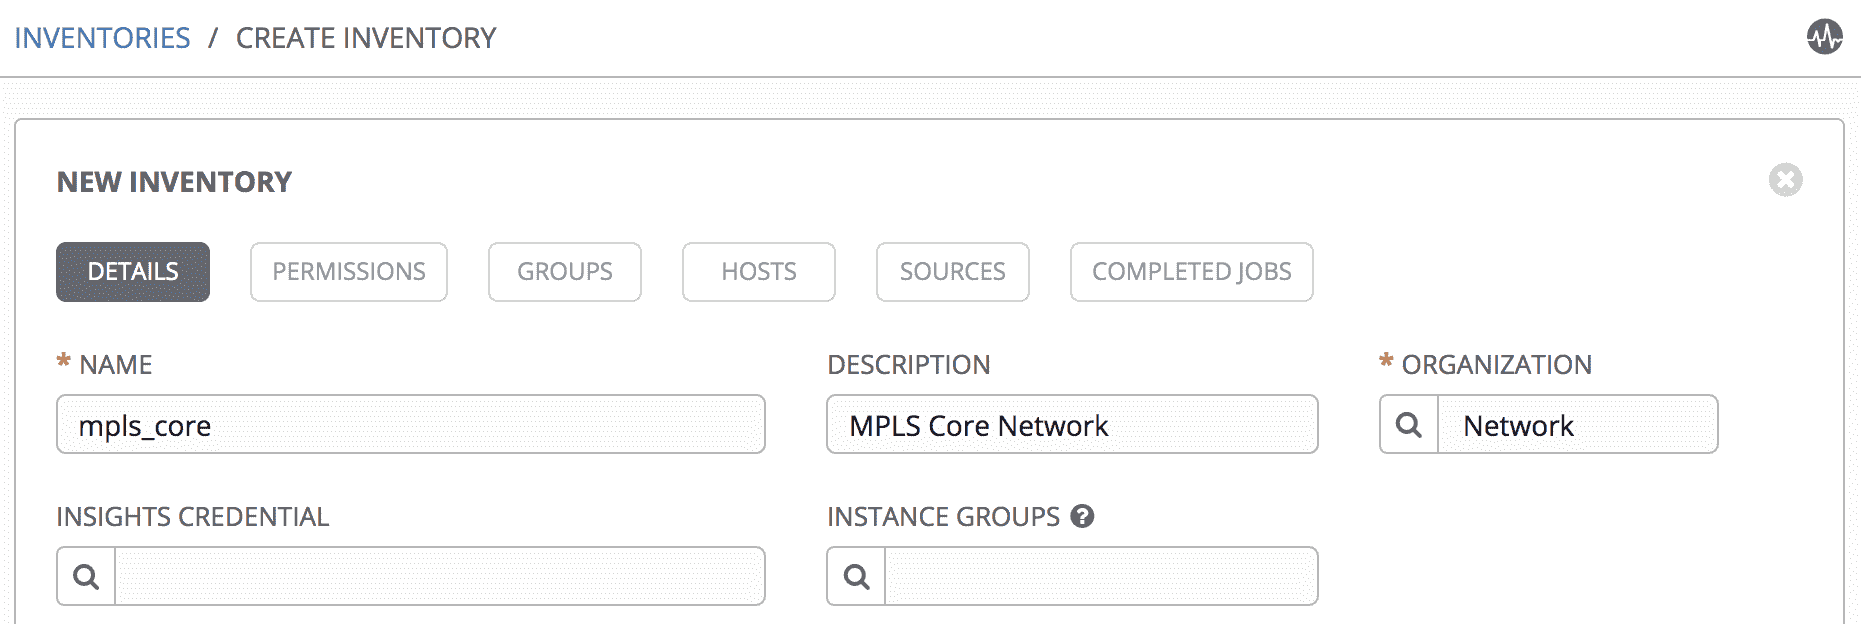 INVENTORIES / CREATE INVENTORY
NEW INVENTORY
DETAILS PERMISSIONS GROUPS HOSTS SOURCES COMPLETED JOBS
* NAME DESCRIPTION * ORGANIZATION
mpls_core MPLS Core Network Network
INSIGHTS CREDENTIAL INSTANCE GROUPS ?